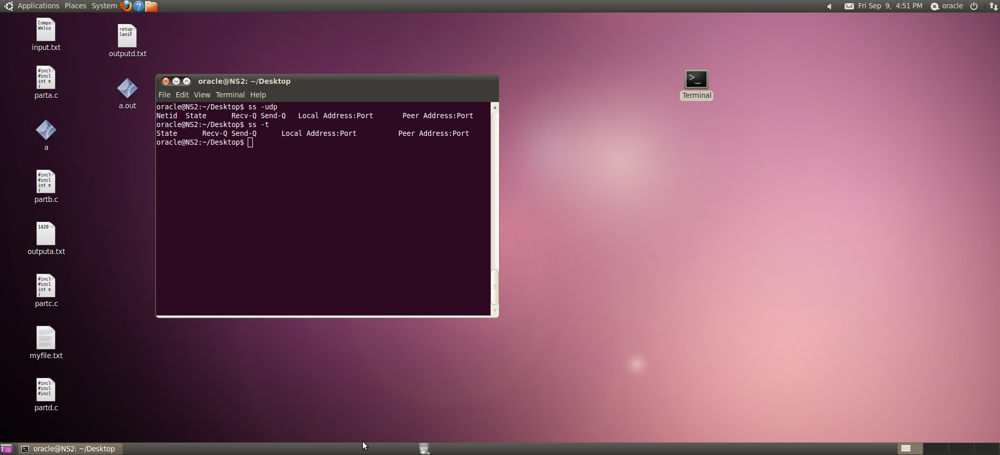 Applications Places System
Fri Sep 9, 4:51 PM oracle
Compu
Welco
input.txt
retup
laniF
outputd.txt
#incl
#incl
int m
{
parta.c
a.out
a
#incl
#incl
int m
{
partb.c
1420
outputa.txt
#incl
#incl
int m
{
partc.c
myfile.txt
#incl
#incl
#incl
partd.c
oracle@NS2: ~/Desktop
File Edit View Terminal Help
oracle@NS2:~/Desktop$ ss -udp
Netid State Recv-Q Send-Q Local Address:Port Peer Address:Port
oracle@NS2:~/Desktop$ ss -t
State Recv-Q Send-Q Local Address:Port Peer Address:Port
oracle@NS2:~/Desktop$
>_
Terminal
oracle@NS2: ~/Desktop